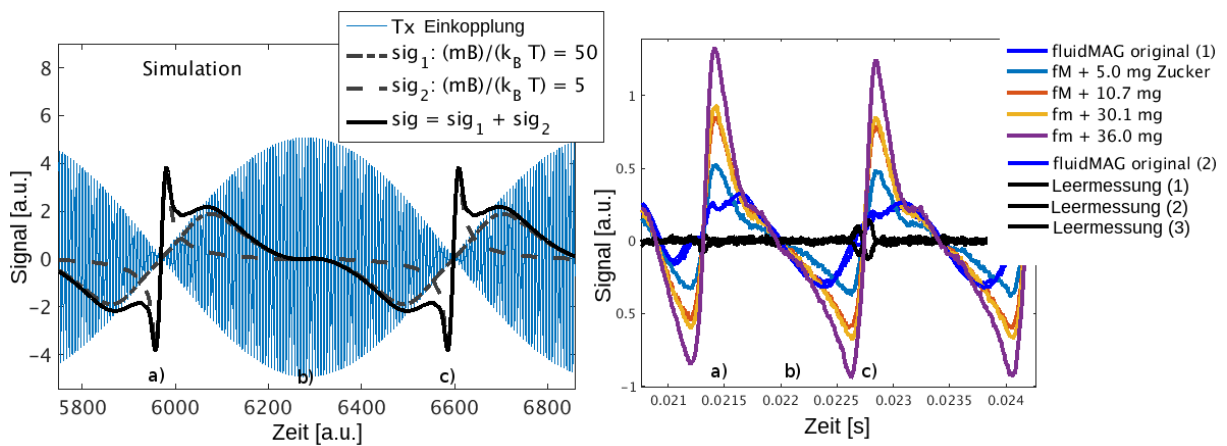 Tx Einkopplung
sig1: (mB)/(kB T) = 50
sig2: (mB)/(kB T) = 5
sig = sig1 + sig2
Simulation
8
6
4
2
0
-2
-4
Signal [a.u.]
a)
b)
c)
5800
6000
6200
6400
6600
6800
Zeit [a.u.]
fluidMAG original (1)
fM + 5.0 mg Zucker
fM + 10.7 mg
fm + 30.1 mg
fm + 36.0 mg
fluidMAG original (2)
Leermessung (1)
Leermessung (2)
Leermessung (3)
1
0.5
0
0.5
-1
Signal [a.u.]
a)
b)
c)
0.021
0.0215
0.022
0.0225
0.023
0.0235
0.024
Zeit [s]